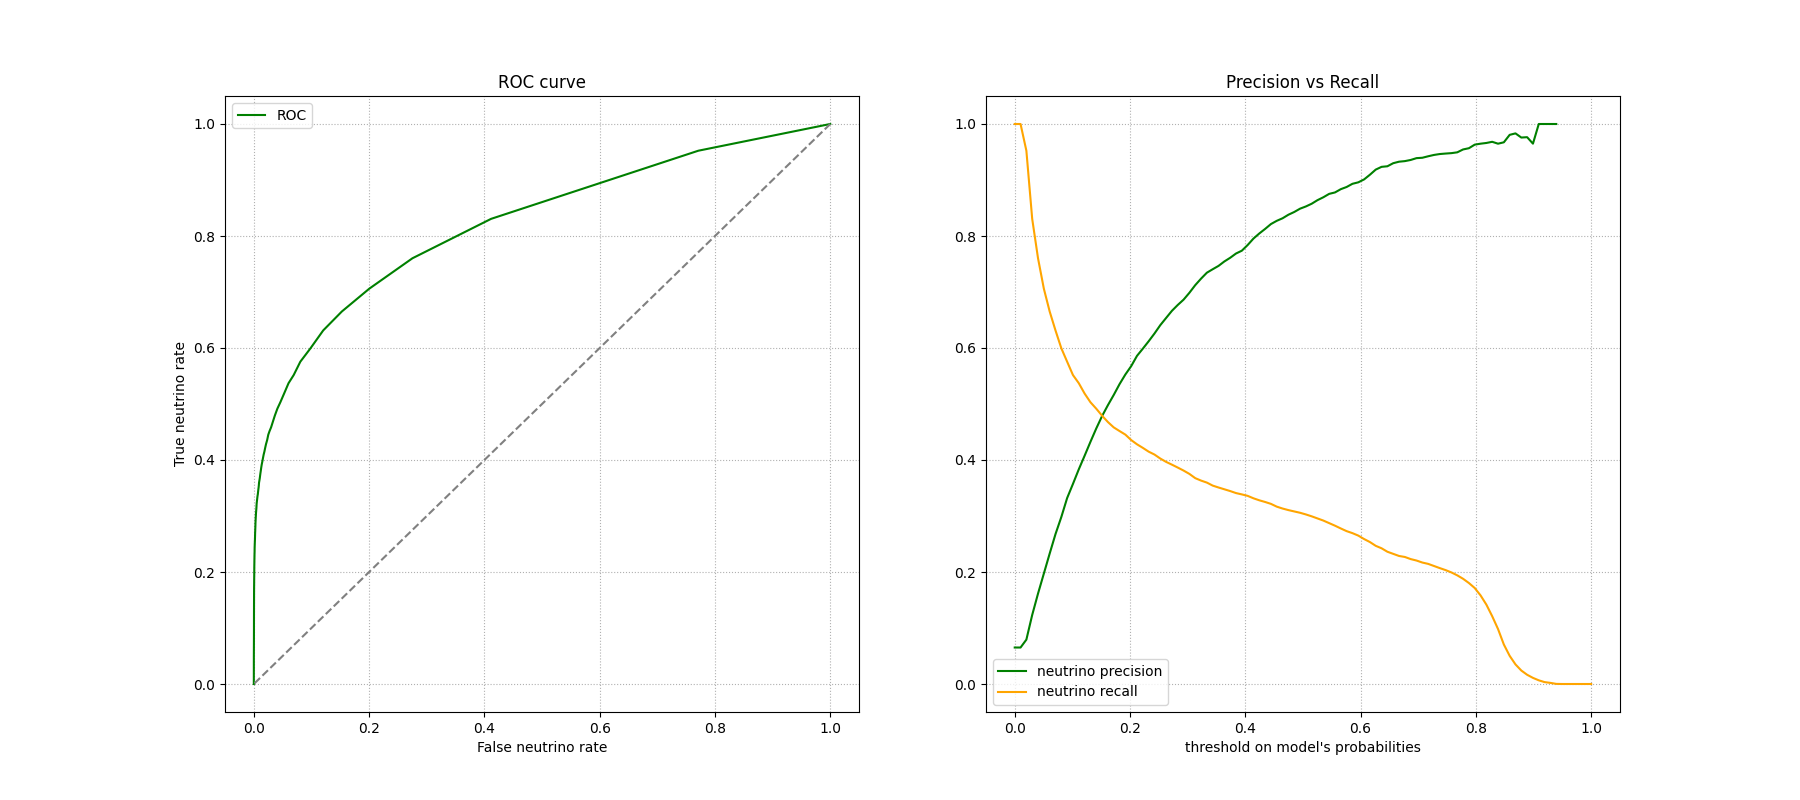 ROC curve
ROC
1.0
0.8
0.6
0.4
0.2
0.0
True neutrino rate
0.0 0.2 0.4 0.6 0.8 1.0
False neutrino rate
Precision vs Recall
1.0
0.8
0.6
0.4
0.2
0.0
neutrino precision
neutrino recall
0.0 0.2 0.4 0.6 0.8 1.0
threshold on model's probabilities